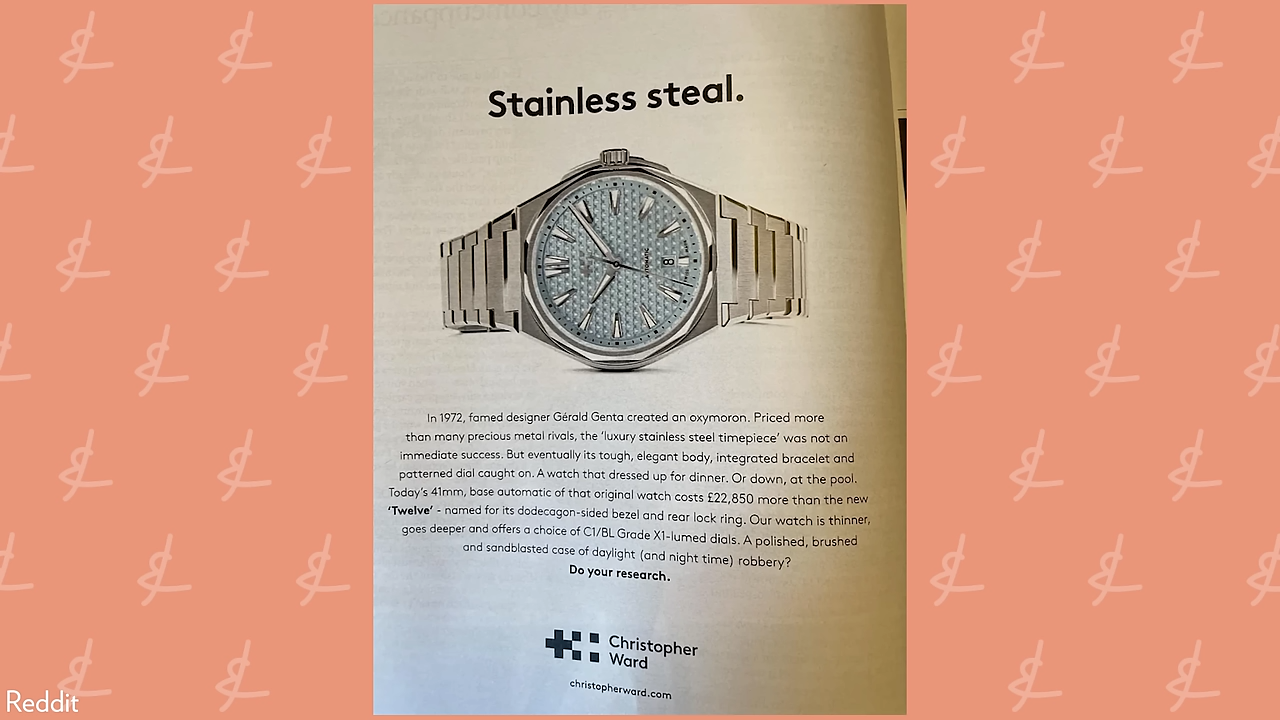 Stainless steal.
AUTOMATIC
8
In 1972, famed designer Gérald Genta created an oxymoron. Priced more
than many precious metal rivals, the ‘luxury stainless steel timepiece’ was not an
immediate success. But eventually its tough, elegant body, integrated bracelet and
patterned dial caught on. A watch that dressed up for dinner. Or down, at the pool.
Today’s 41mm, base automatic of that original watch costs £22,850 more than the new
‘Twelve’ - named for its dodecagon-sided bezel and rear lock ring. Our watch is thinner,
goes deeper and offers a choice of C1/BL Grade X1-lumed dials. A polished, brushed
and sandblasted case of daylight (and night time) robbery?
Do your research.
Christopher
Ward
christopherward.com
Reddit